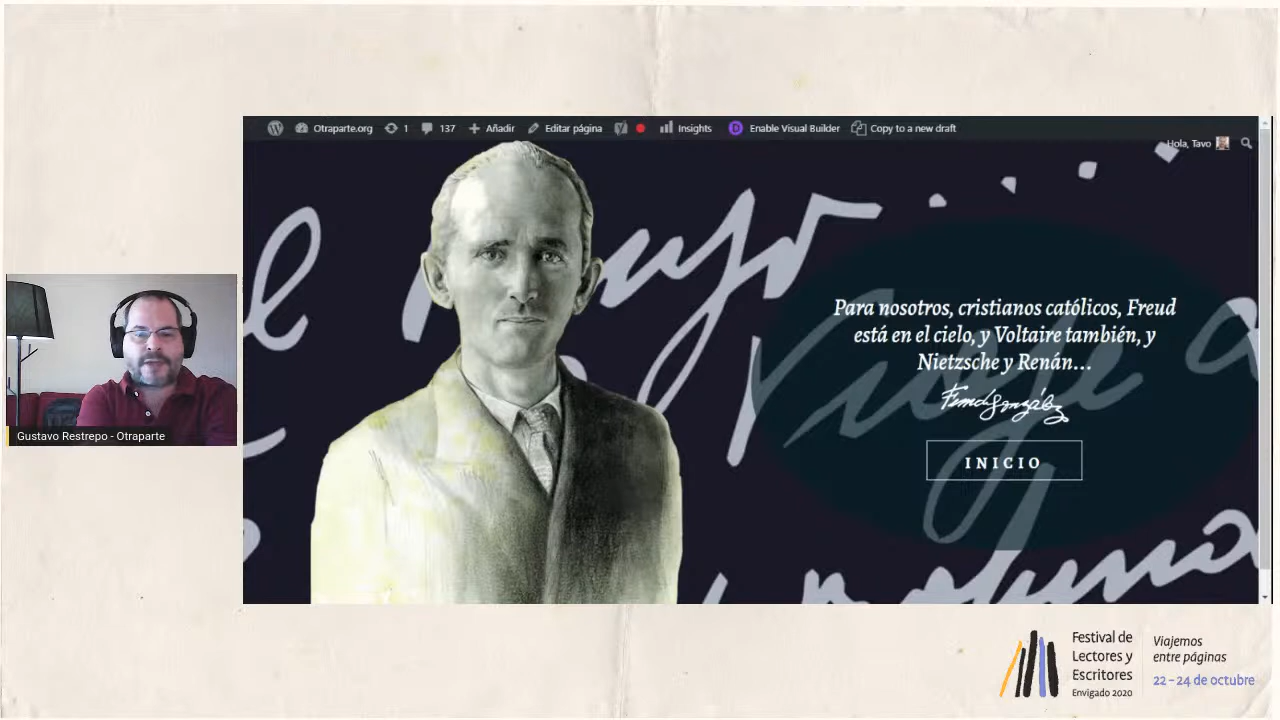 Otraparte.org
1
137
Añadir
Editar página
Insights
Enable Visual Builder
Copy to a new draft
Hola, Tavo
Para nosotros, cristianos católicos, Freud
está en el cielo, y Voltaire también, y
Nietzsche y Renán...
INICIO
Gustavo Restrepo - Otraparte
Festival de
Lectores y
Escritores
Envigado 2020
Viajemos
entre páginas
22 - 24 de octubre